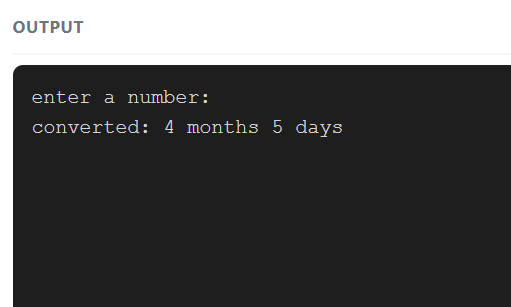 OUTPUT
enter a number:
converted: 4 months 5 days